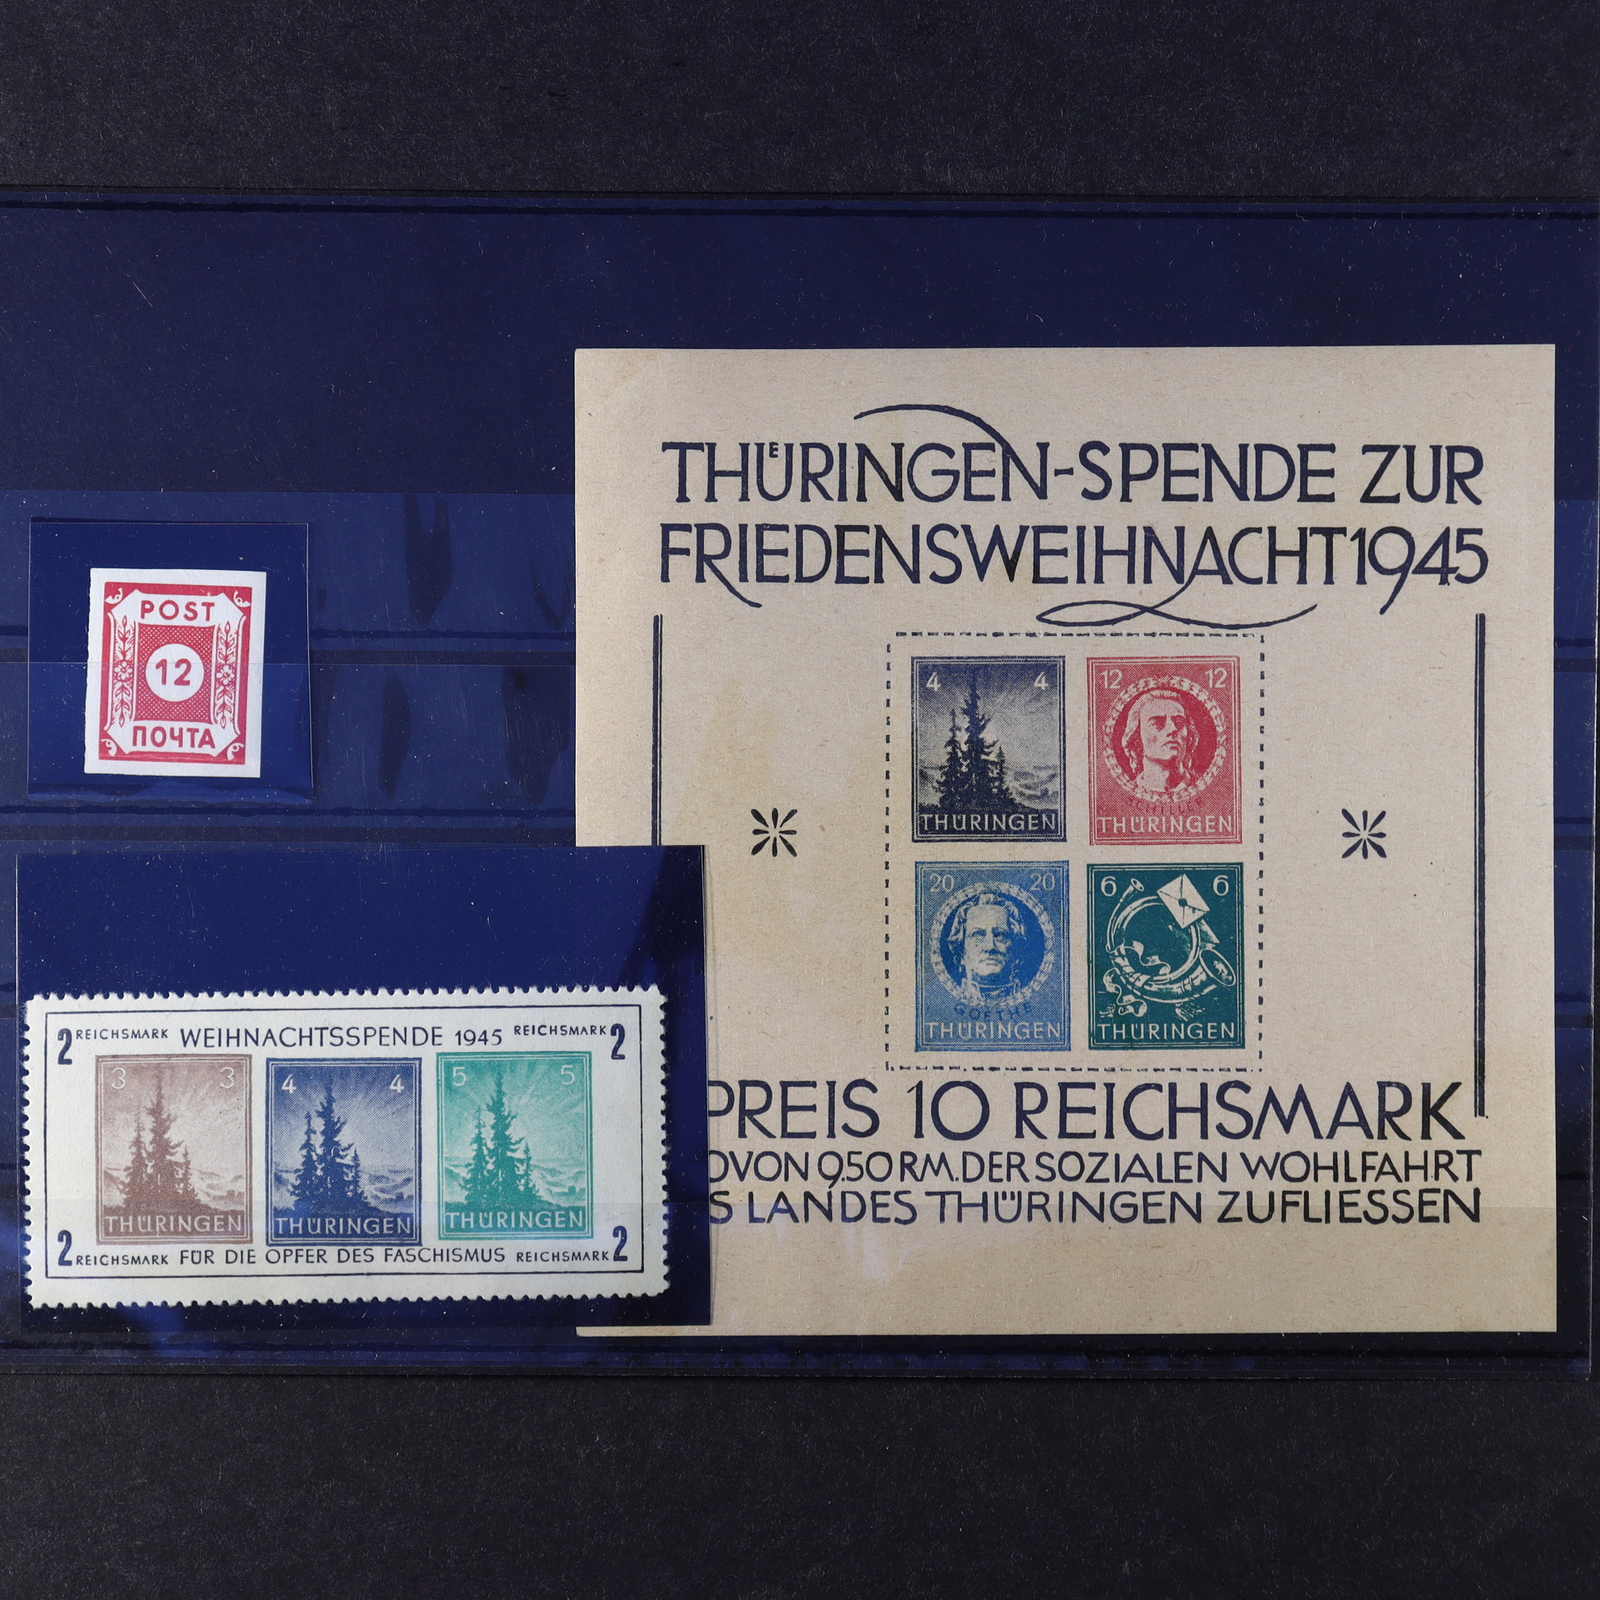 POST
12
ПОЧТА
THÜRINGEN-SPENDE ZUR
FRIEDENSWEIHNACHT 1945
4 4
THÜRINGEN
12 12
SCHILLER
THÜRINGEN
20 20
GOETHE
THÜRINGEN
6 6
THÜRINGEN
PREIS 10 REICHSMARK
OVON 9.50 RM. DER SOZIALEN WOHLFAHRT
S LANDES THÜRINGEN ZUFLIESSEN
2 REICHSMARK WEIHNACHTSSPENDE 1945 REICHSMARK 2
3 3
THÜRINGEN
4 4
THÜRINGEN
5 5
THÜRINGEN
2 REICHSMARK FÜR DIE OPFER DES FASCHISMUS REICHSMARK 2